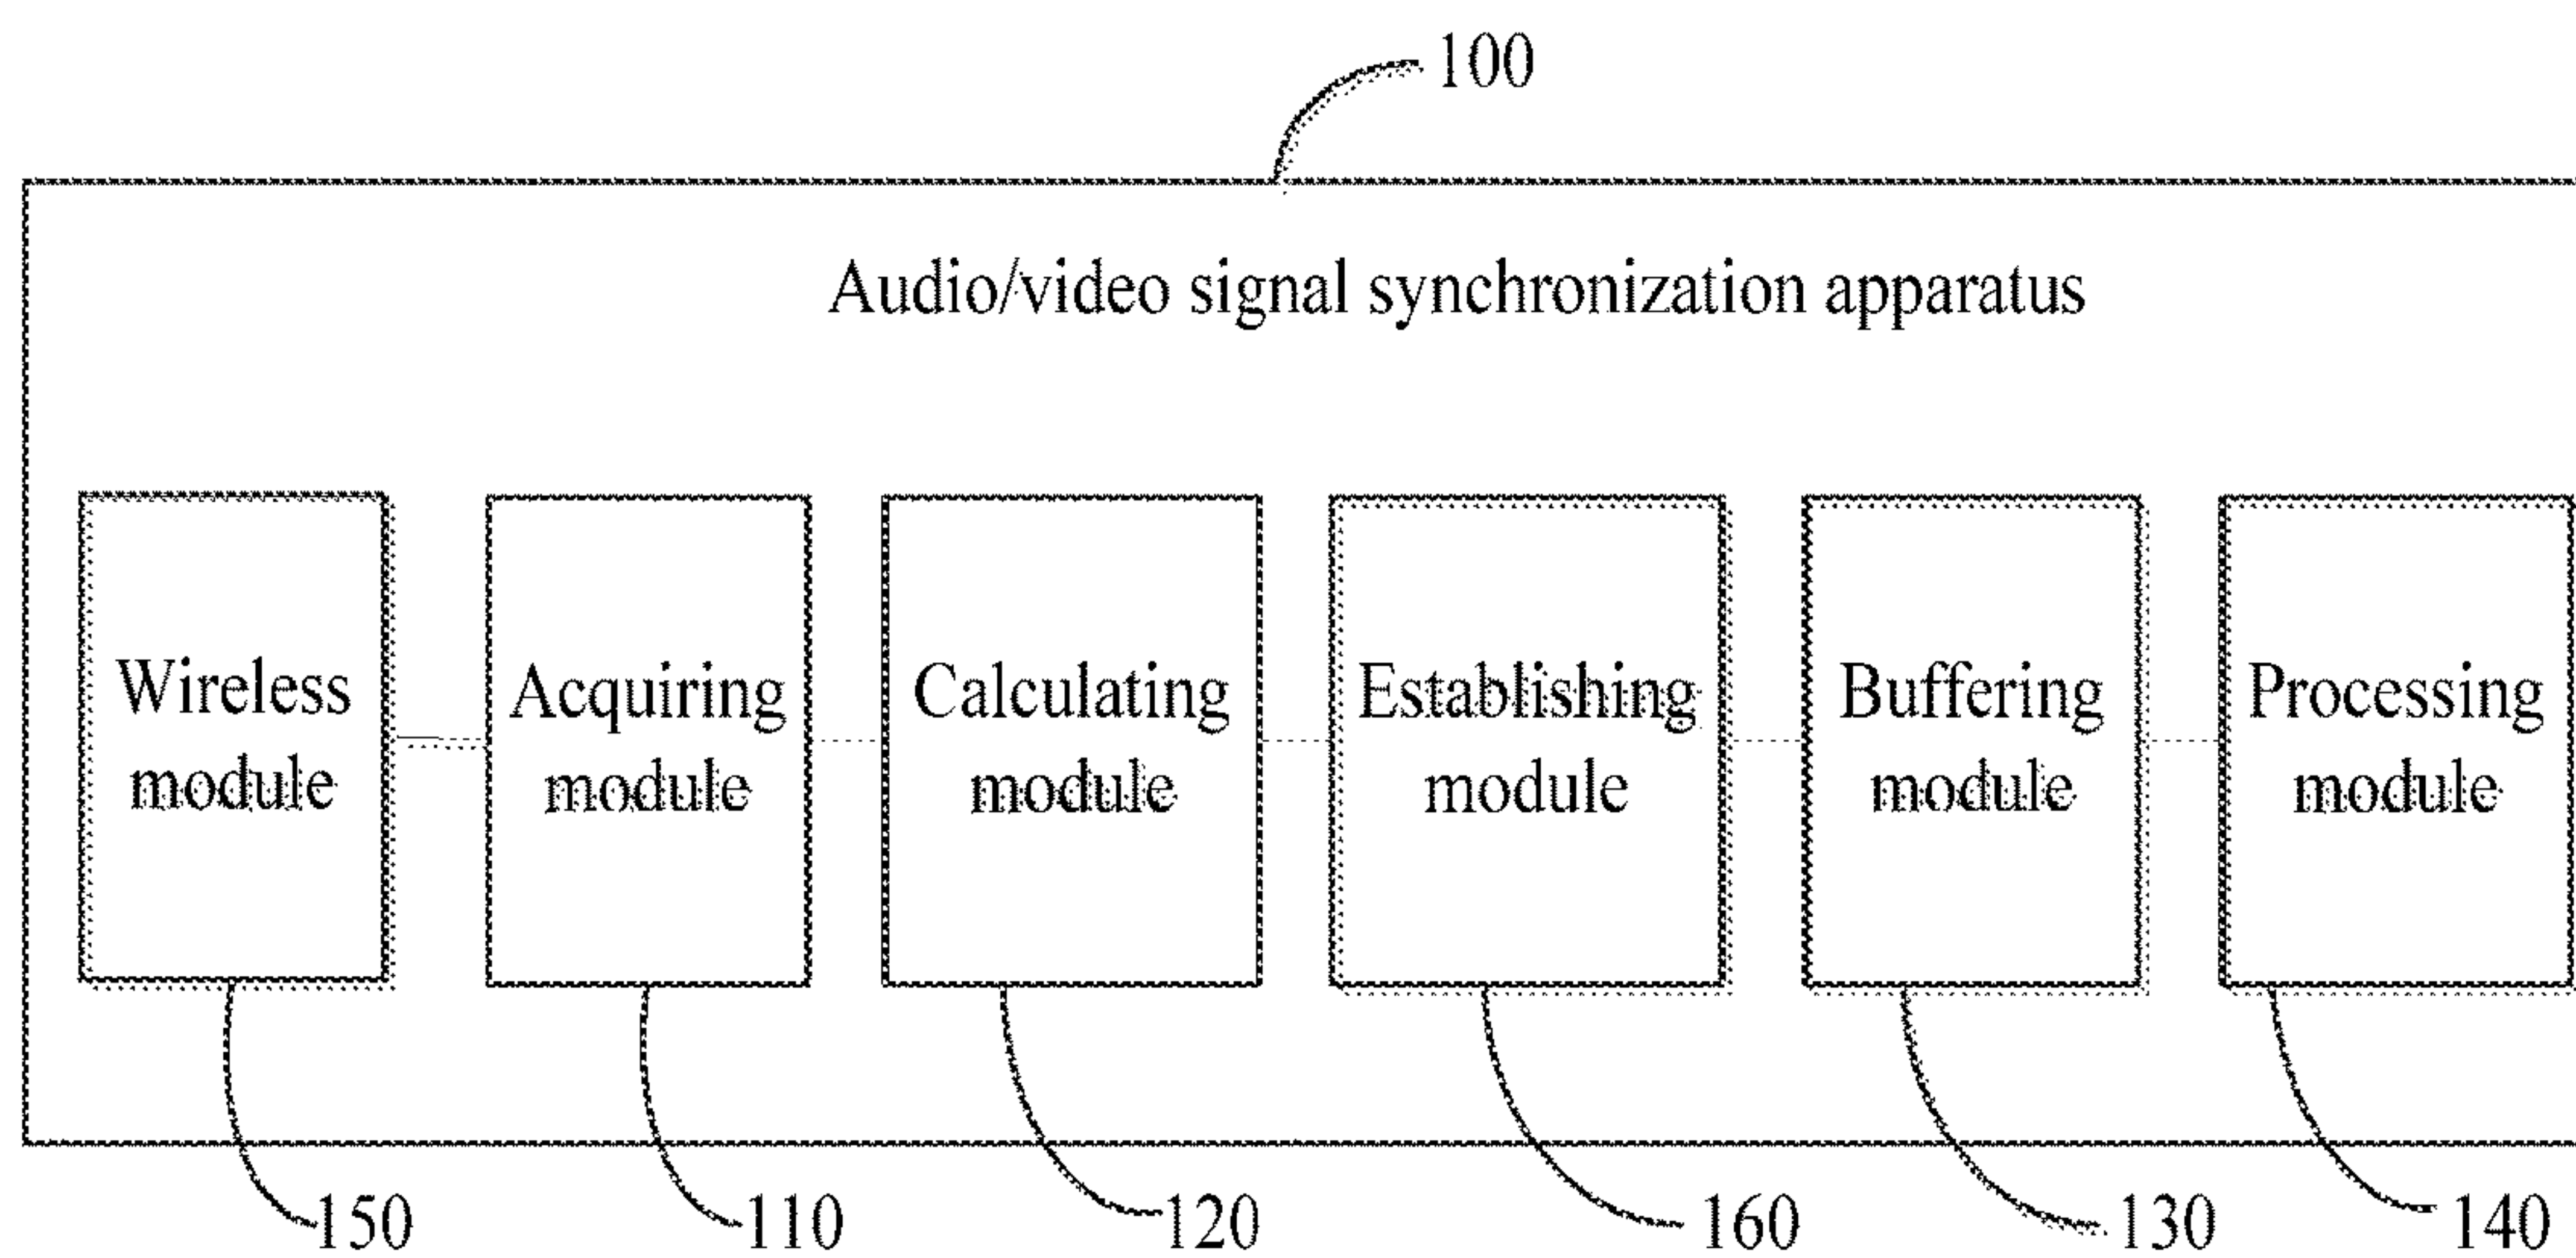 100
Audio/video signal synchronization apparatus
Wireless
module
Acquiring
module
Calculating
module
Establishing
module
Buffering
module
Processing
module
150
110
120
160
130
140